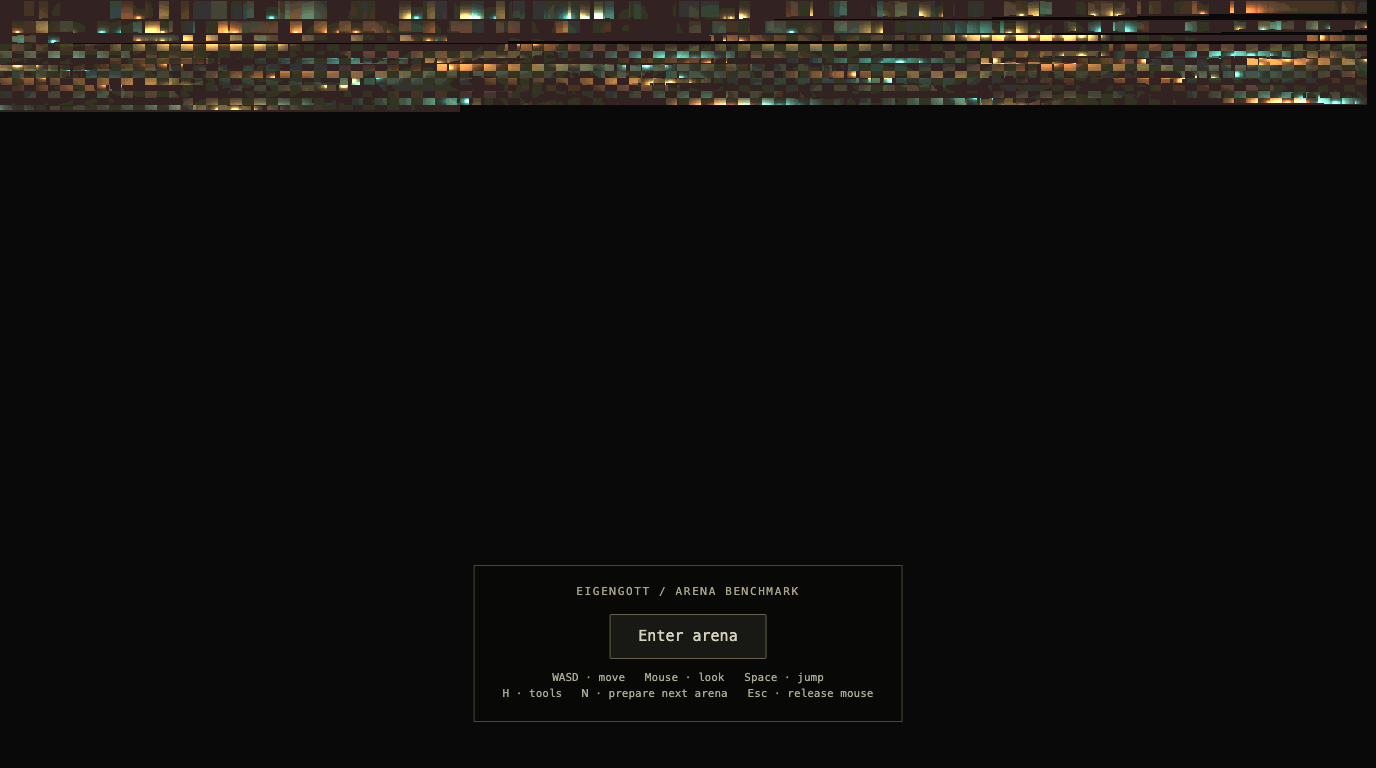 EIGENGOTT / ARENA BENCHMARK
Enter arena
WASD · move Mouse · look Space · jump
H · tools N · prepare next arena Esc · release mouse